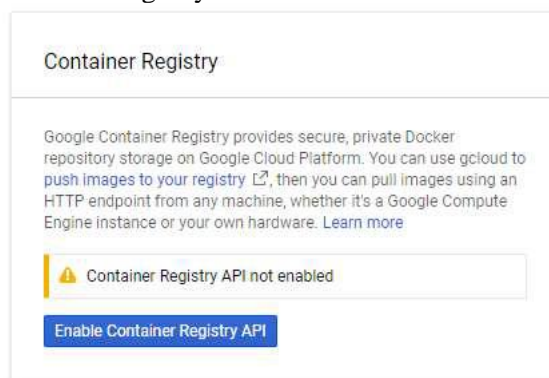 Container Registry
Google Container Registry provides secure, private Docker
repository storage on Google Cloud Platform. You can use gcloud to
push images to your registry, then you can pull images using an
HTTP endpoint from any machine, whether it's a Google Compute
Engine instance or your own hardware. Learn more
Container Registry API not enabled
Enable Container Registry API